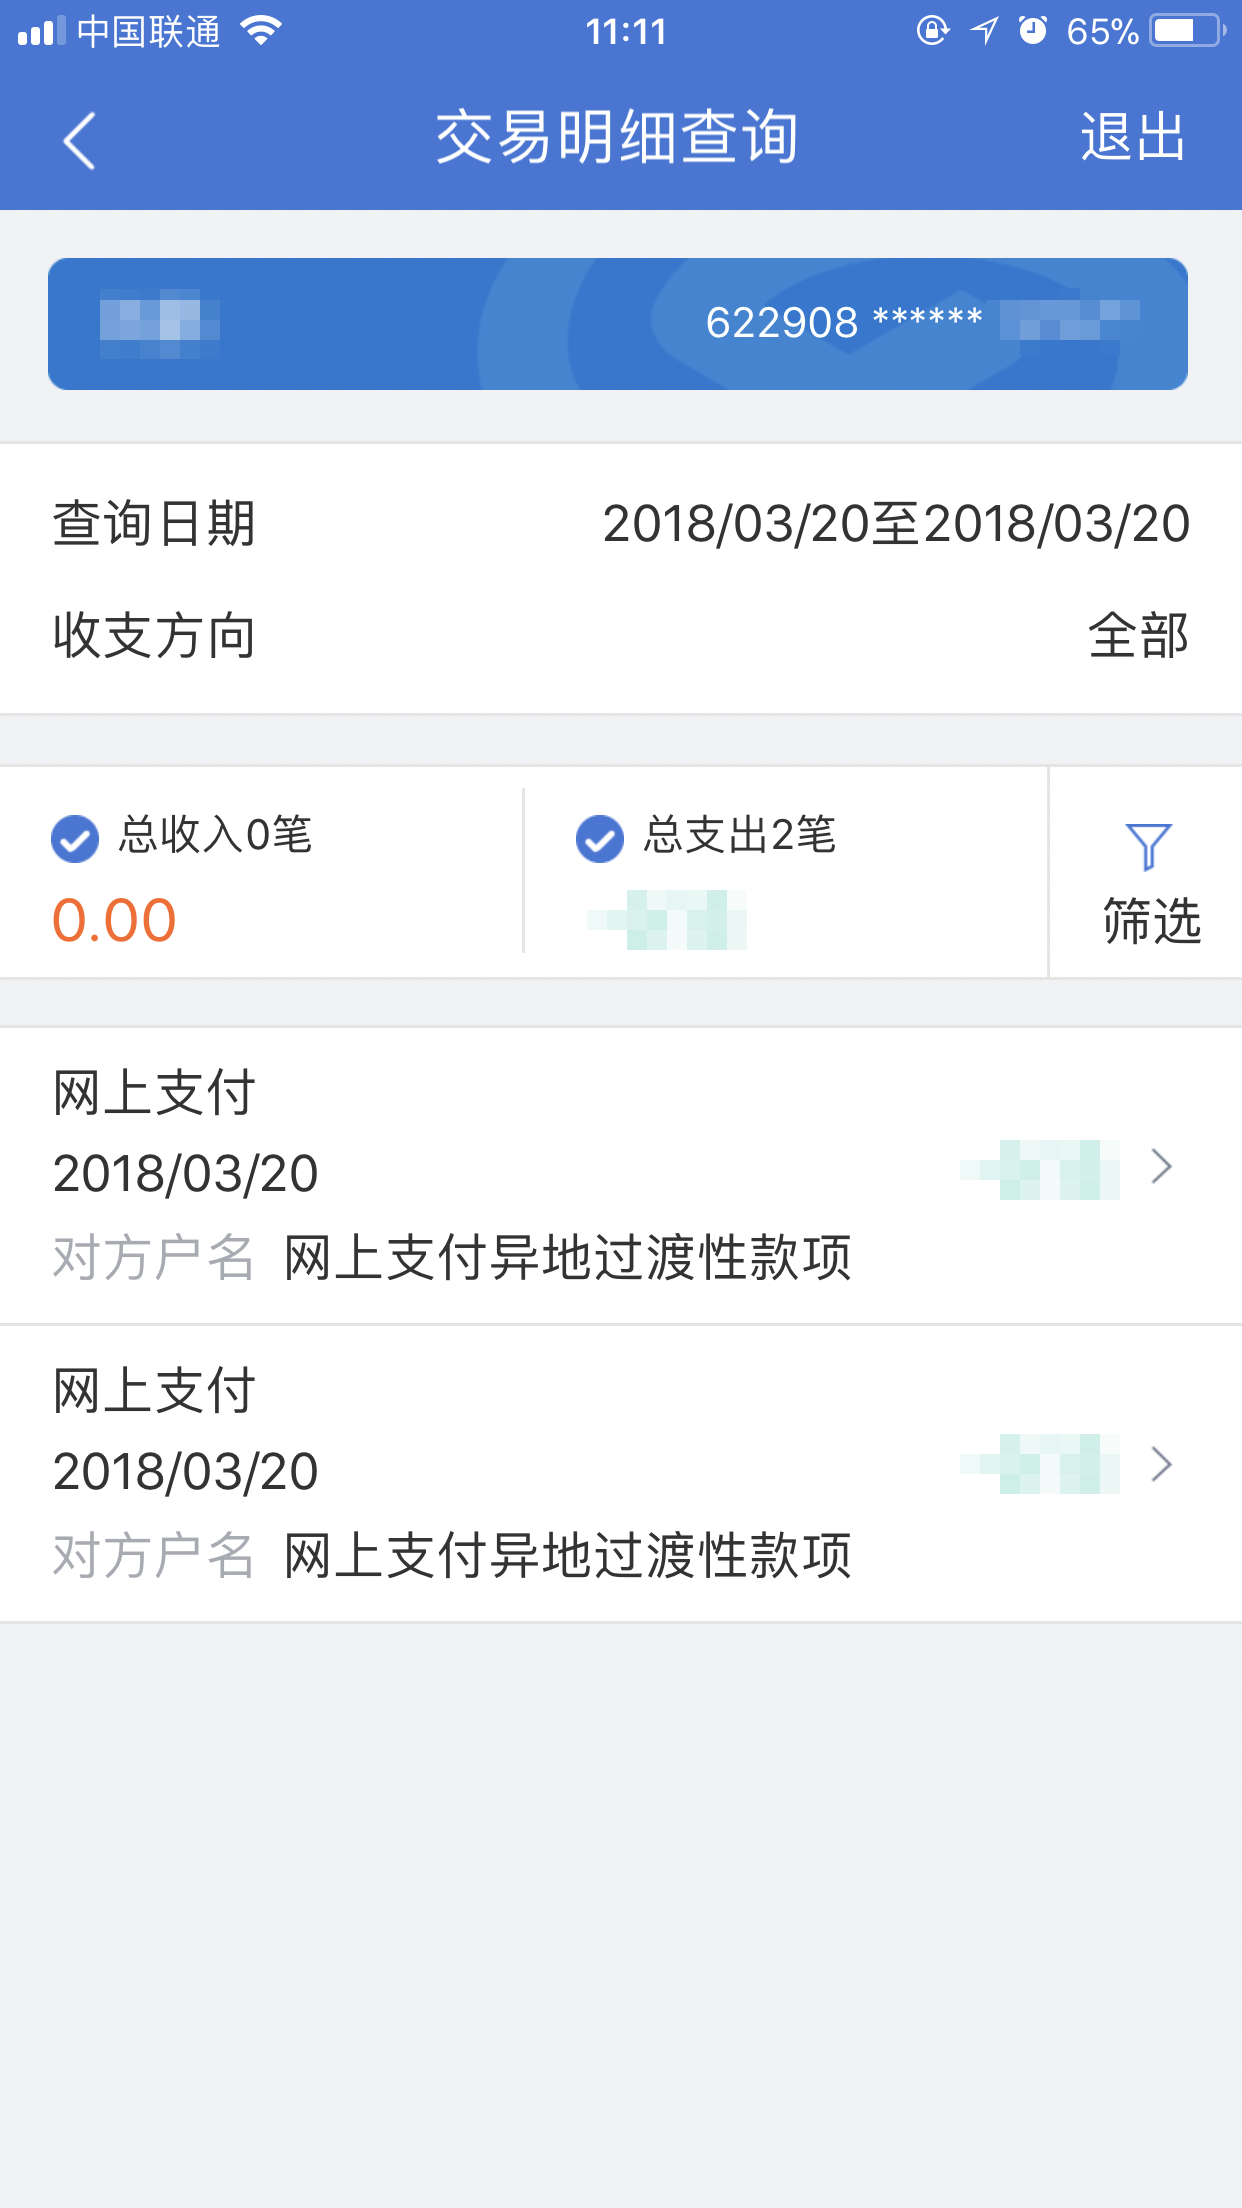 中国联通 11:11 65%
交易明细查询 退出
622908 ******
查询日期 2018/03/20至2018/03/20
收支方向 全部
总收入0笔 总支出2笔
0.00 筛选
网上支付
2018/03/20
对方户名 网上支付异地过渡性款项
网上支付
2018/03/20
对方户名 网上支付异地过渡性款项